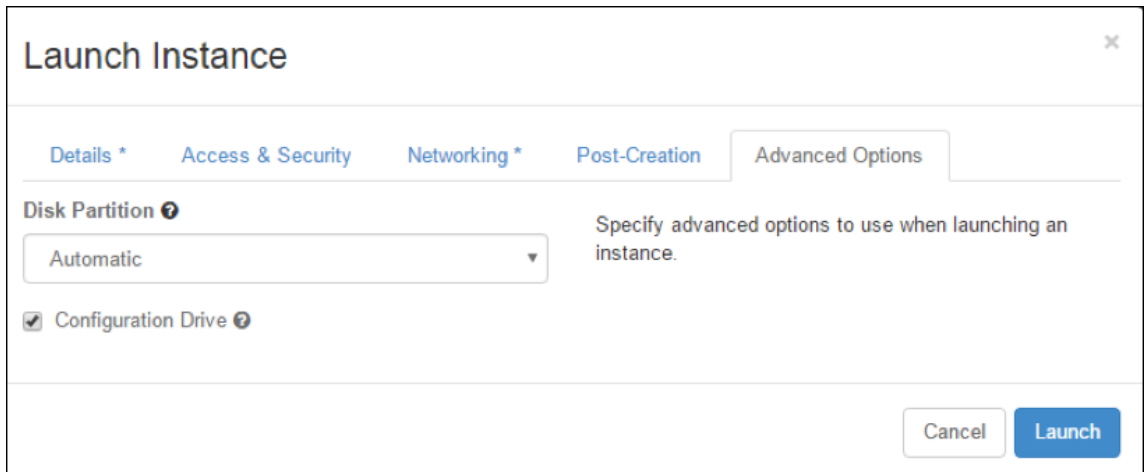 Launch Instance
×
Details * Access & Security Networking * Post-Creation Advanced Options
Disk Partition ?
Specify advanced options to use when launching an
instance.
Automatic
Configuration Drive ?
Cancel Launch